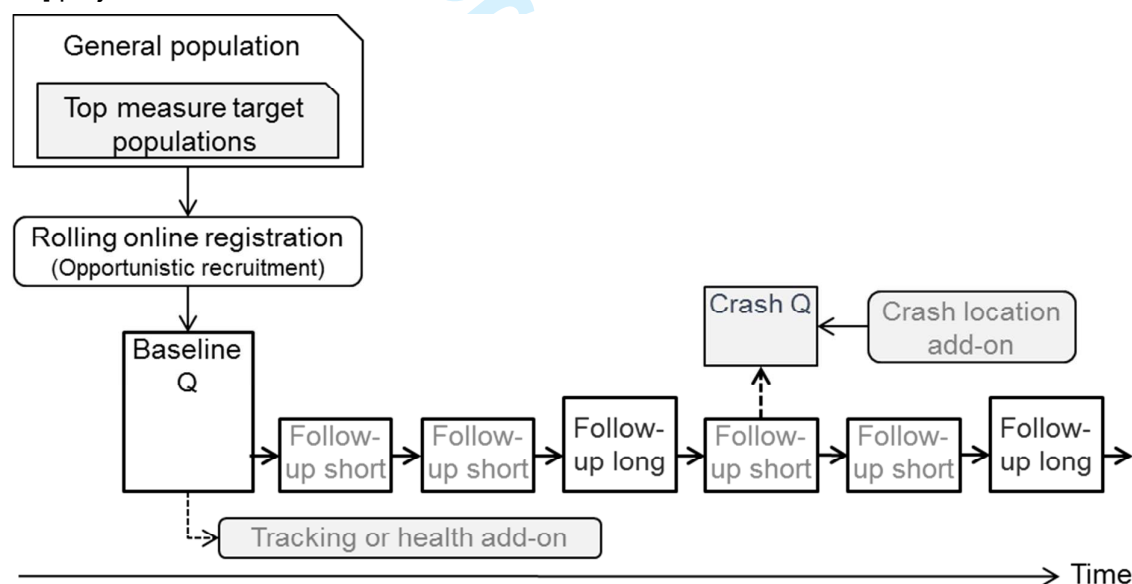 General population
Top measure target
populations
Rolling online registration
(Opportunistic recruitment)
Baseline
Q
Crash Q
Crash location
add-on
Follow-
up short
Follow-
up short
Follow-
up long
Follow-
up short
Follow-
up short
Follow-
up long
Tracking or health add-on
Time